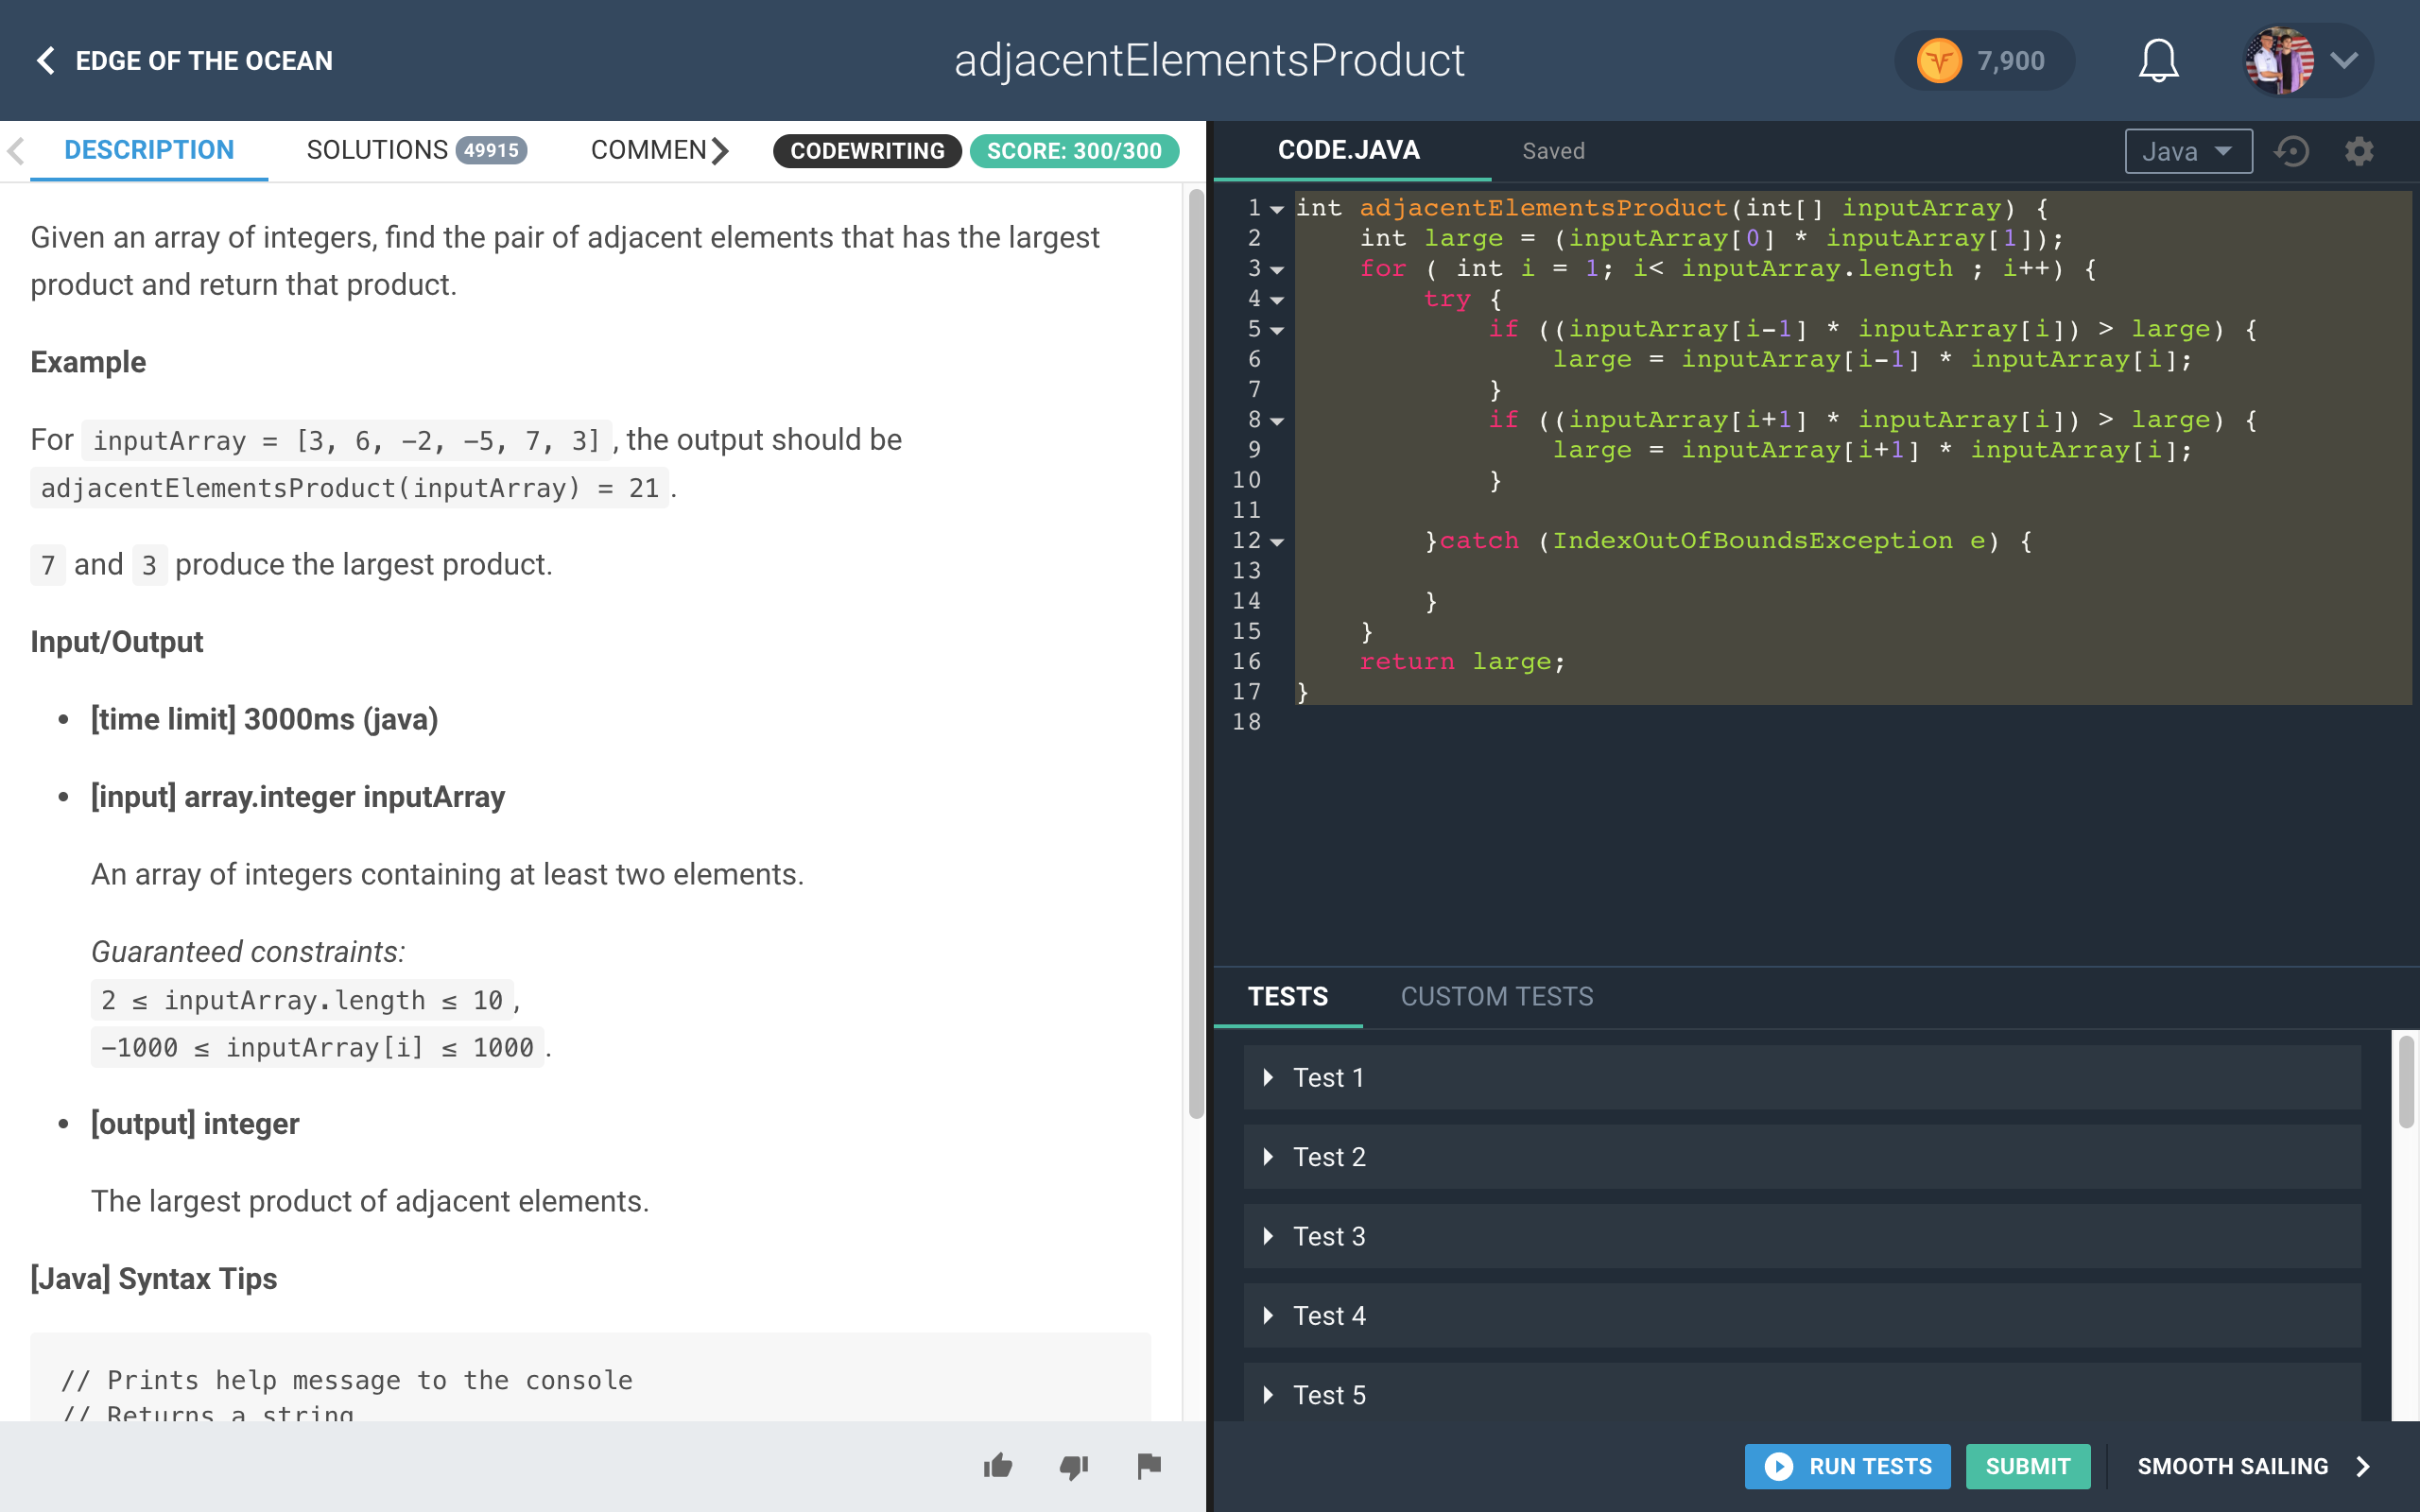 EDGE OF THE OCEAN
adjacentElementsProduct
7,900
DESCRIPTION
SOLUTIONS 49915
COMMEN
CODEWRITING
SCORE: 300/300
Given an array of integers, find the pair of adjacent elements that has the largest
product and return that product.
Example
For inputArray = [3, 6, -2, -5, 7, 3], the output should be
adjacentElementsProduct(inputArray) = 21.
7 and 3 produce the largest product.
Input/Output
• [time limit] 3000ms (java)
• [input] array.integer inputArray
An array of integers containing at least two elements.
Guaranteed constraints:
2 ≤ inputArray.length ≤ 10,
-1000 ≤ inputArray[i] ≤ 1000.
• [output] integer
The largest product of adjacent elements.
[Java] Syntax Tips
// Prints help message to the console
// Returns a string
CODE.JAVA
Saved
Java
1 int adjacentElementsProduct(int[] inputArray) {
2 int large = (inputArray[0] * inputArray[1]);
3 for ( int i = 1; i< inputArray.length ; i++) {
4 try {
5 if ((inputArray[i-1] * inputArray[i]) > large) {
6 large = inputArray[i-1] * inputArray[i];
7 }
8 if ((inputArray[i+1] * inputArray[i]) > large) {
9 large = inputArray[i+1] * inputArray[i];
10 }
11
12 }catch (IndexOutOfBoundsException e) {
13
14 }
15 }
16 return large;
17 }
18
TESTS
CUSTOM TESTS
Test 1
Test 2
Test 3
Test 4
Test 5
RUN TESTS
SUBMIT
SMOOTH SAILING